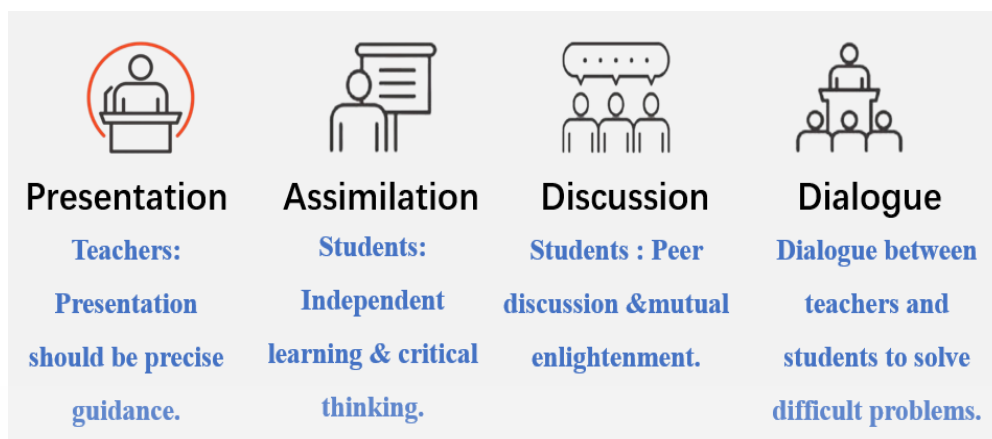 Presentation
Teachers:
Presentation
should be precise
guidance.
Assimilation
Students:
Independent
learning & critical
thinking.
Discussion
Students : Peer
discussion &mutual
enlightenment.
Dialogue
Dialogue between
teachers and
students to solve
difficult problems.